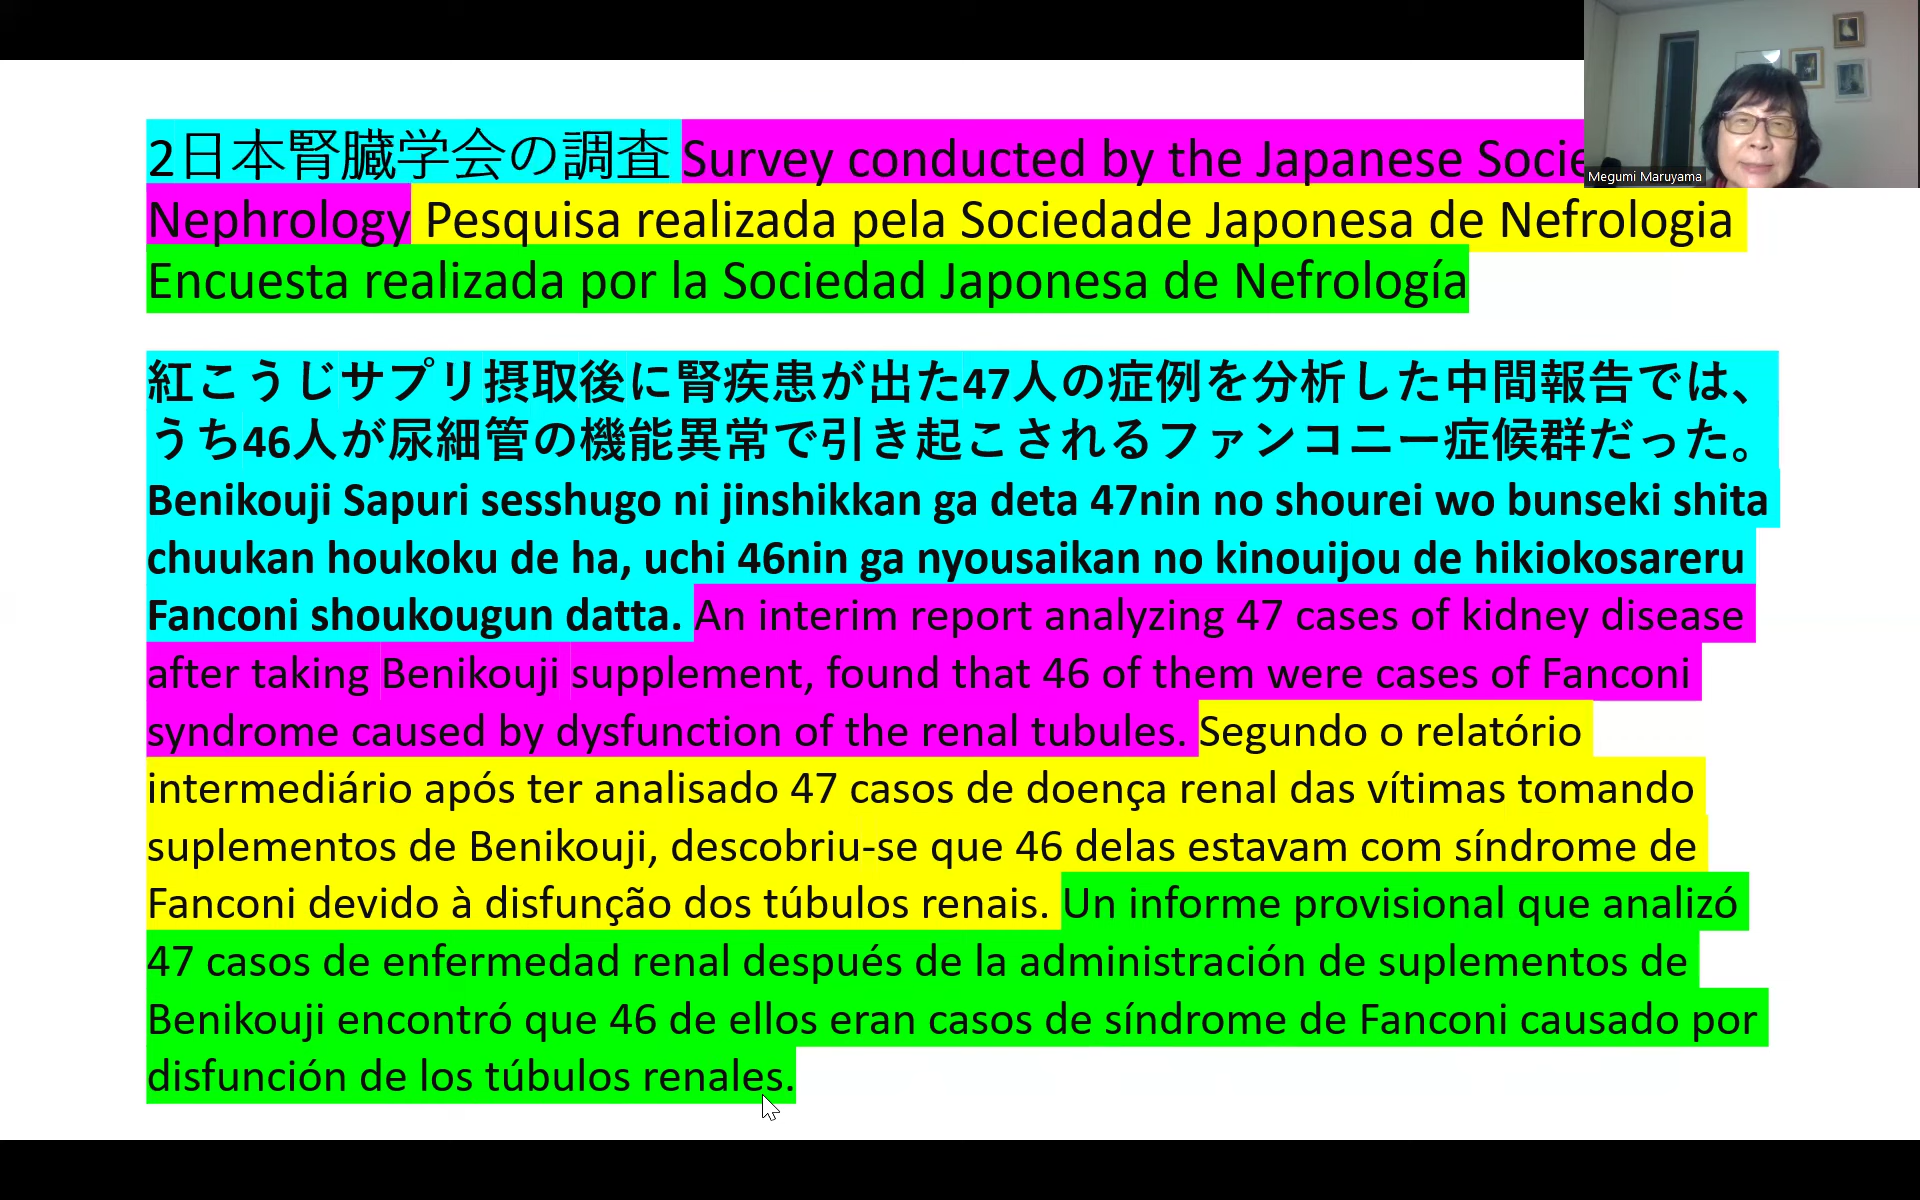 2日本腎臓学会の調査 Survey conducted by the Japanese Socie
Nephrology Pesquisa realizada pela Sociedade Japonesa de Nefrologia
Encuesta realizada por la Sociedad Japonesa de Nefrología
Megumi Maruyama
紅こうじサプリ摂取後に腎疾患が出た47人の症例を分析した中間報告では、
うち46人が尿細管の機能異常で引き起こされるファンコニー症候群だった。
Benikouji Sapuri sesshugo ni jinshikkan ga deta 47nin no shourei wo bunseki shita
chuukan houkoku de ha, uchi 46nin ga nyousaikan no kinouijou de hikiokosareru
Fanconi shoukougun datta. An interim report analyzing 47 cases of kidney disease
after taking Benikouji supplement, found that 46 of them were cases of Fanconi
syndrome caused by dysfunction of the renal tubules. Segundo o relatório
intermediário após ter analisado 47 casos de doença renal das vítimas tomando
suplementos de Benikouji, descobriu-se que 46 delas estavam com síndrome de
Fanconi devido à disfunção dos túbulos renais. Un informe provisional que analizó
47 casos de enfermedad renal después de la administración de suplementos de
Benikouji encontró que 46 de ellos eran casos de síndrome de Fanconi causado por
disfunción de los túbulos renales.